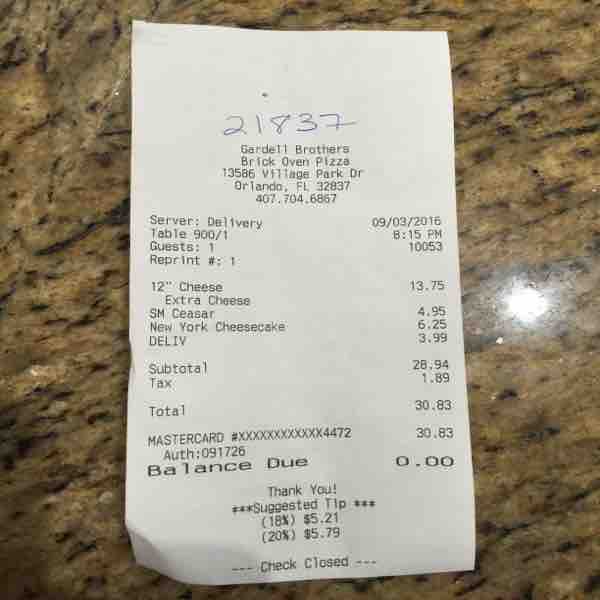 21837
Gardell Brothers
Brick Oven Pizza
13586 Village Park Dr
Orlando, FL 32837
407.704.6867
Server: Delivery 09/03/2016
Table 900/1 8:15 PM
Guests: 1 10053
Reprint #: 1
12" Cheese 13.75
Extra Cheese
SM Ceasar 4.95
New York Cheesecake 6.25
DELIV 3.99
Subtotal 28.94
Tax 1.89
Total 30.83
MASTERCARD #XXXXXXXXXXXX4472 30.83
Auth:091726
Balance Due 0.00
Thank You!
***Suggested Tip ***
(18%) $5.21
(20%) $5.79
--- Check Closed ---